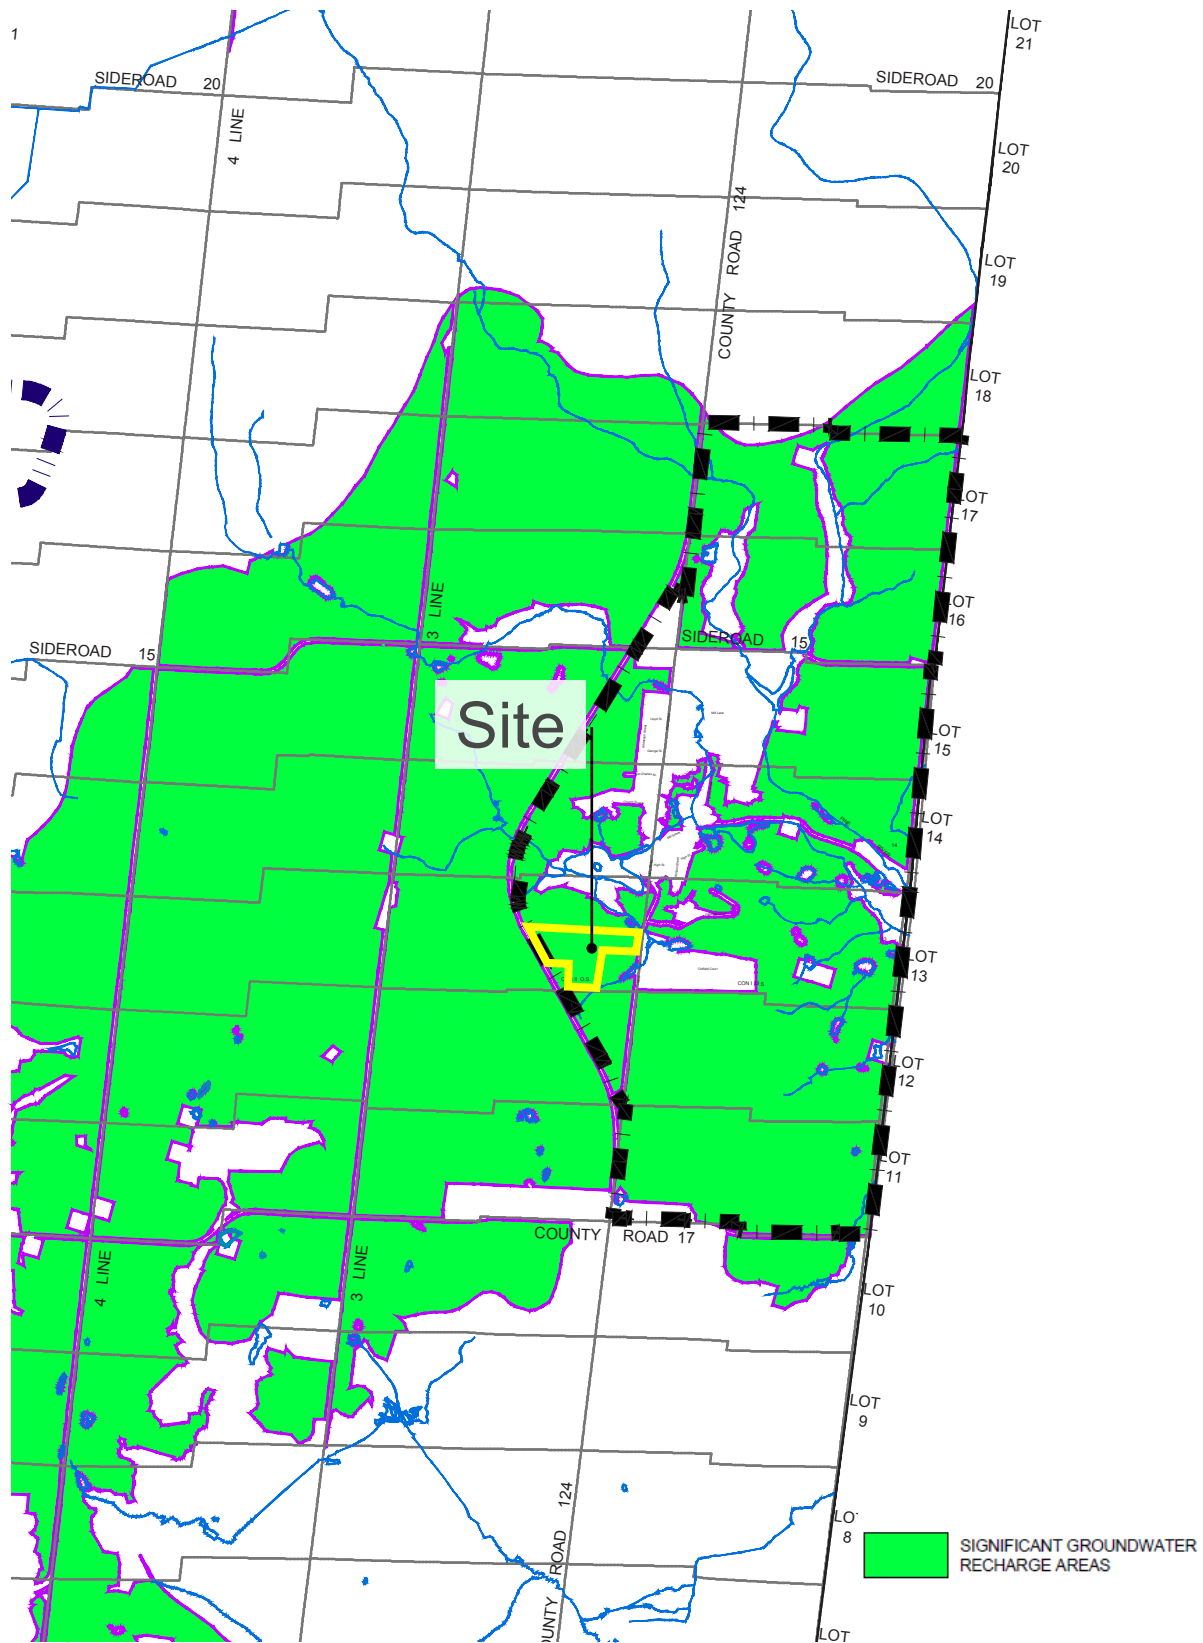 LOT
21
1
SIDEROAD 20
SIDEROAD 20
4 LINE
LOT
20
COUNTY ROAD 124
LOT
19
LOT
18
LOT
17
3 LINE
LOT
16
SIDEROAD 15
SIDEROAD 15
Site
LOT
15
LOT
14
LOT
13
CON I
LOT
12
LOT
11
COUNTY ROAD 17
4 LINE
3 LINE
LOT
10
LOT
9
ROAD 124
LOT
8
SIGNIFICANT GROUNDWATER
RECHARGE AREAS
LOT